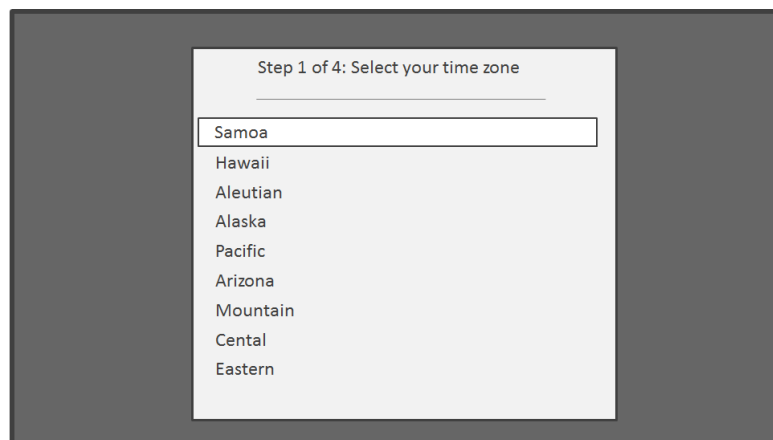 Step 1 of 4: Select your time zone
Samoa
Hawaii
Aleutian
Alaska
Pacific
Arizona
Mountain
Cental
Eastern